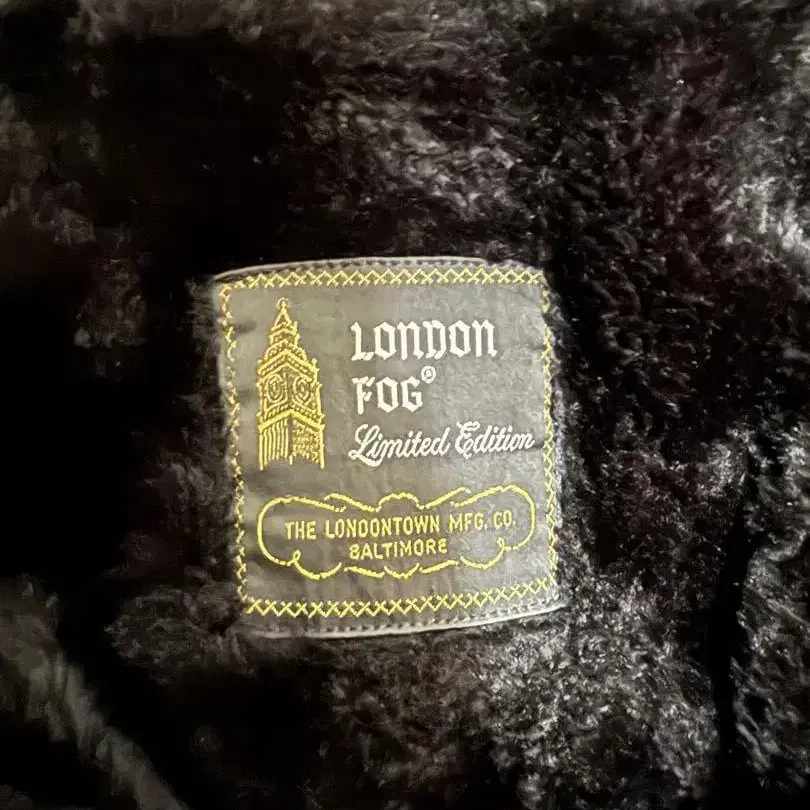 LONDON
FOG®
Limited Edition
THE LONDONTOWN MFG. CO.
BALTIMORE